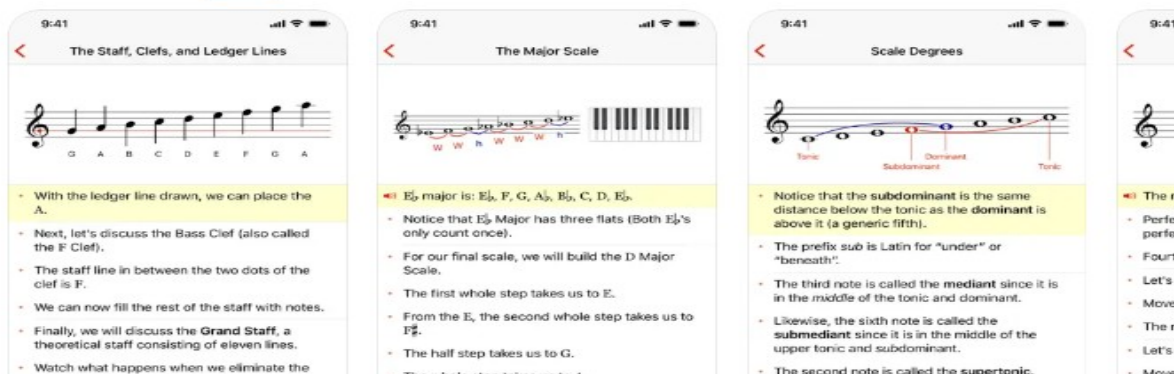 9:41
The Staff, Clefs, and Ledger Lines
G A B C D E F G A
With the ledger line drawn, we can place the
A.
Next, let's discuss the Bass Clef (also called
the F Clef).
The staff line in between the two dots of the
clef is F.
We can now fill the rest of the staff with notes.
Finally, we will discuss the Grand Staff, a
theoretical staff consisting of eleven lines.
Watch what happens when we eliminate the
9:41
The Major Scale
W W h W W W h
E♭ major is: E♭, F, G, A♭, B♭, C, D, E♭.
Notice that E♭ Major has three flats (Both E♭'s
only count once).
For our final scale, we will build the D Major
Scale.
The first whole step takes us to E.
From the E, the second whole step takes us to
F♯.
The half step takes us to G.
9:41
Scale Degrees
Tonic
Subdominant
Dominant
Tonic
Notice that the subdominant is the same
distance below the tonic as the dominant is
above it (a generic fifth).
The prefix sub is Latin for "under" or
"beneath".
The third note is called the mediant since it is
in the middle of the tonic and dominant.
Likewise, the sixth note is called the
submediant since it is in the middle of the
upper tonic and subdominant.
The second note is called the supertonic.
9:41
The
Let's
Move
The
Let's